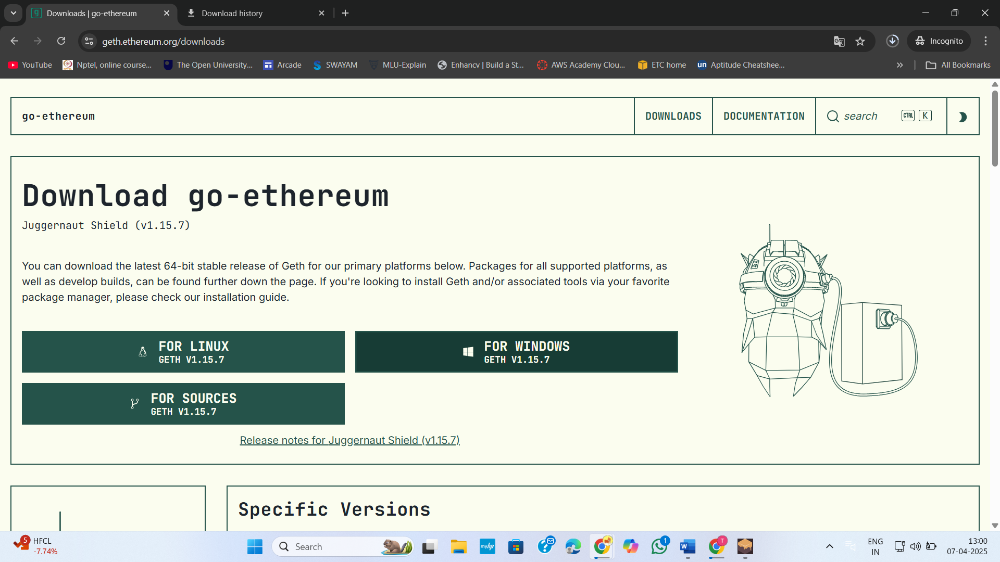 Downloads | go-ethereum
Download history
geth.ethereum.org/downloads
Incognito
YouTube
Nptel, online course...
The Open University...
Arcade
SWAYAM
MLU-Explain
Enhancv | Build a St...
AWS Academy Clou...
ETC home
un
Aptitude Cheatshee...
All Bookmarks
go-ethereum
DOWNLOADS
DOCUMENTATION
search
CTRL
K
Download go-ethereum
Juggernaut Shield (v1.15.7)
You can download the latest 64-bit stable release of Geth for our primary platforms below. Packages for all supported platforms, as
well as develop builds, can be found further down the page. If you're looking to install Geth and/or associated tools via your favorite
package manager, please check our installation guide.
FOR LINUX
GETH V1.15.7
FOR WINDOWS
GETH V1.15.7
FOR SOURCES
GETH V1.15.7
Release notes for Juggernaut Shield (v1.15.7)
Specific Versions
5
HFCL
-7.74%
Search
myhp
1
W
T
ENG
IN
13:00
07-04-2025